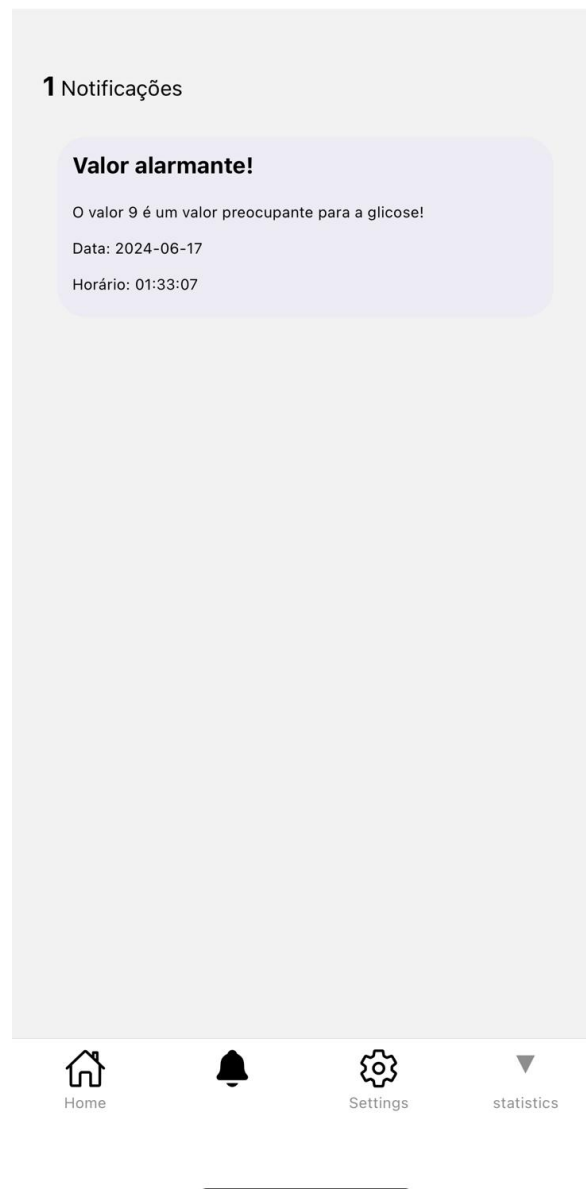 1 Notificações
Valor alarmante!
O valor 9 é um valor preocupante para a glicose!
Data: 2024-06-17
Horário: 01:33:07
Home
Settings
statistics